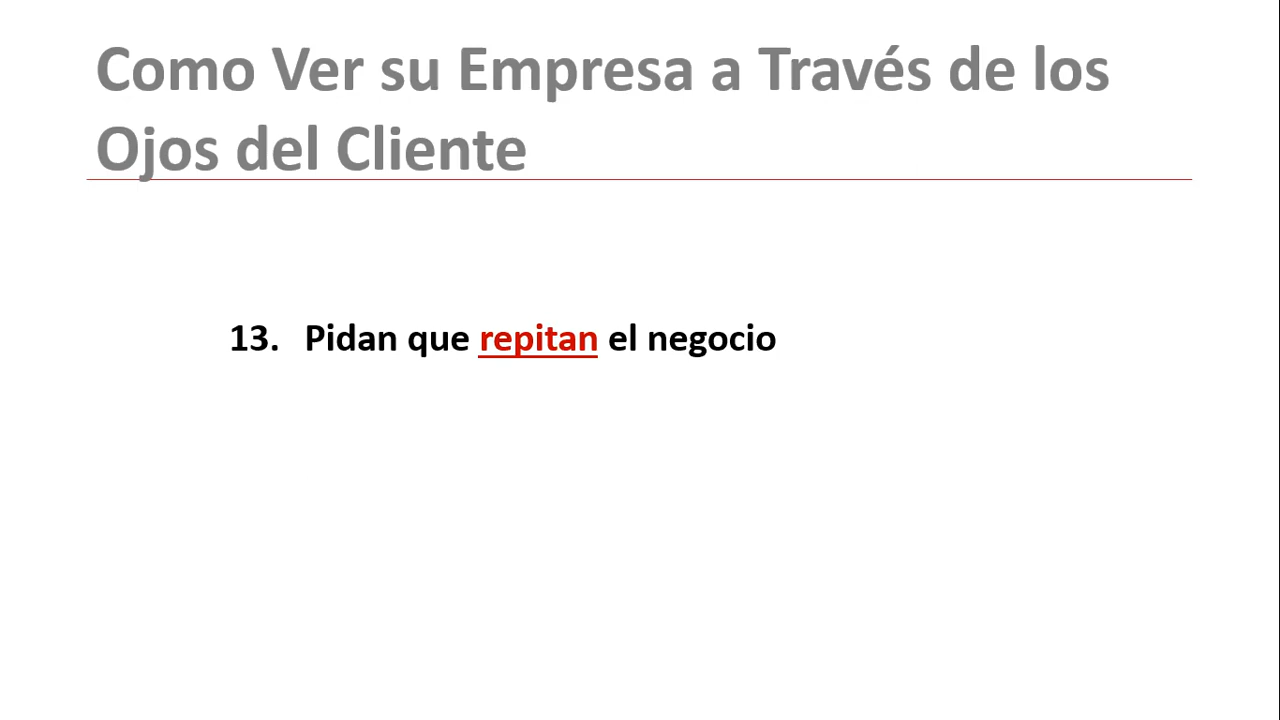 Como Ver su Empresa a Través de los
Ojos del Cliente
13. Pidan que repitan el negocio